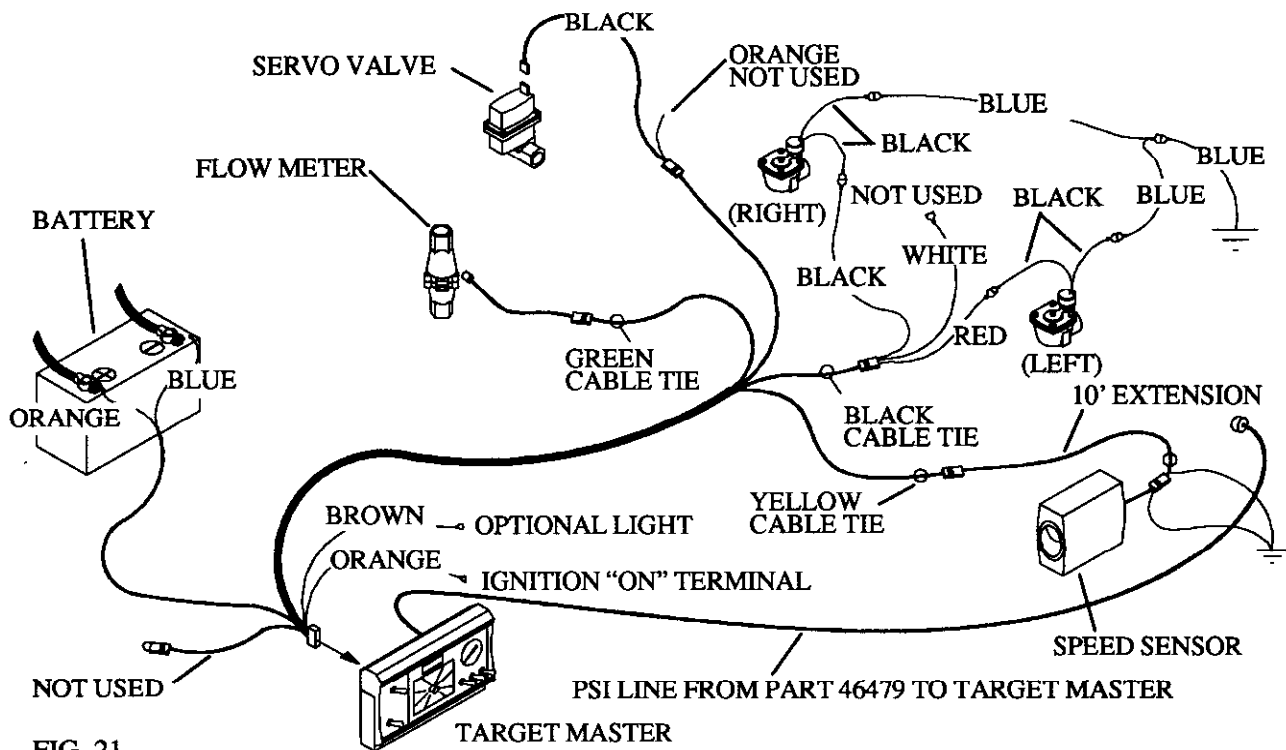 BLACK
SERVO VALVE
ORANGE
NOT USED
BLUE
BLACK
BLUE
FLOW METER
(RIGHT)
NOT USED
BLACK
BLUE
BATTERY
WHITE
BLACK
RED
(LEFT)
GREEN
CABLE TIE
BLUE
ORANGE
BLACK
CABLE TIE
10' EXTENSION
YELLOW
CABLE TIE
BROWN
OPTIONAL LIGHT
ORANGE
IGNITION “ON” TERMINAL
SPEED SENSOR
NOT USED
PSI LINE FROM PART 46479 TO TARGET MASTER
TARGET MASTER
FIG. 21